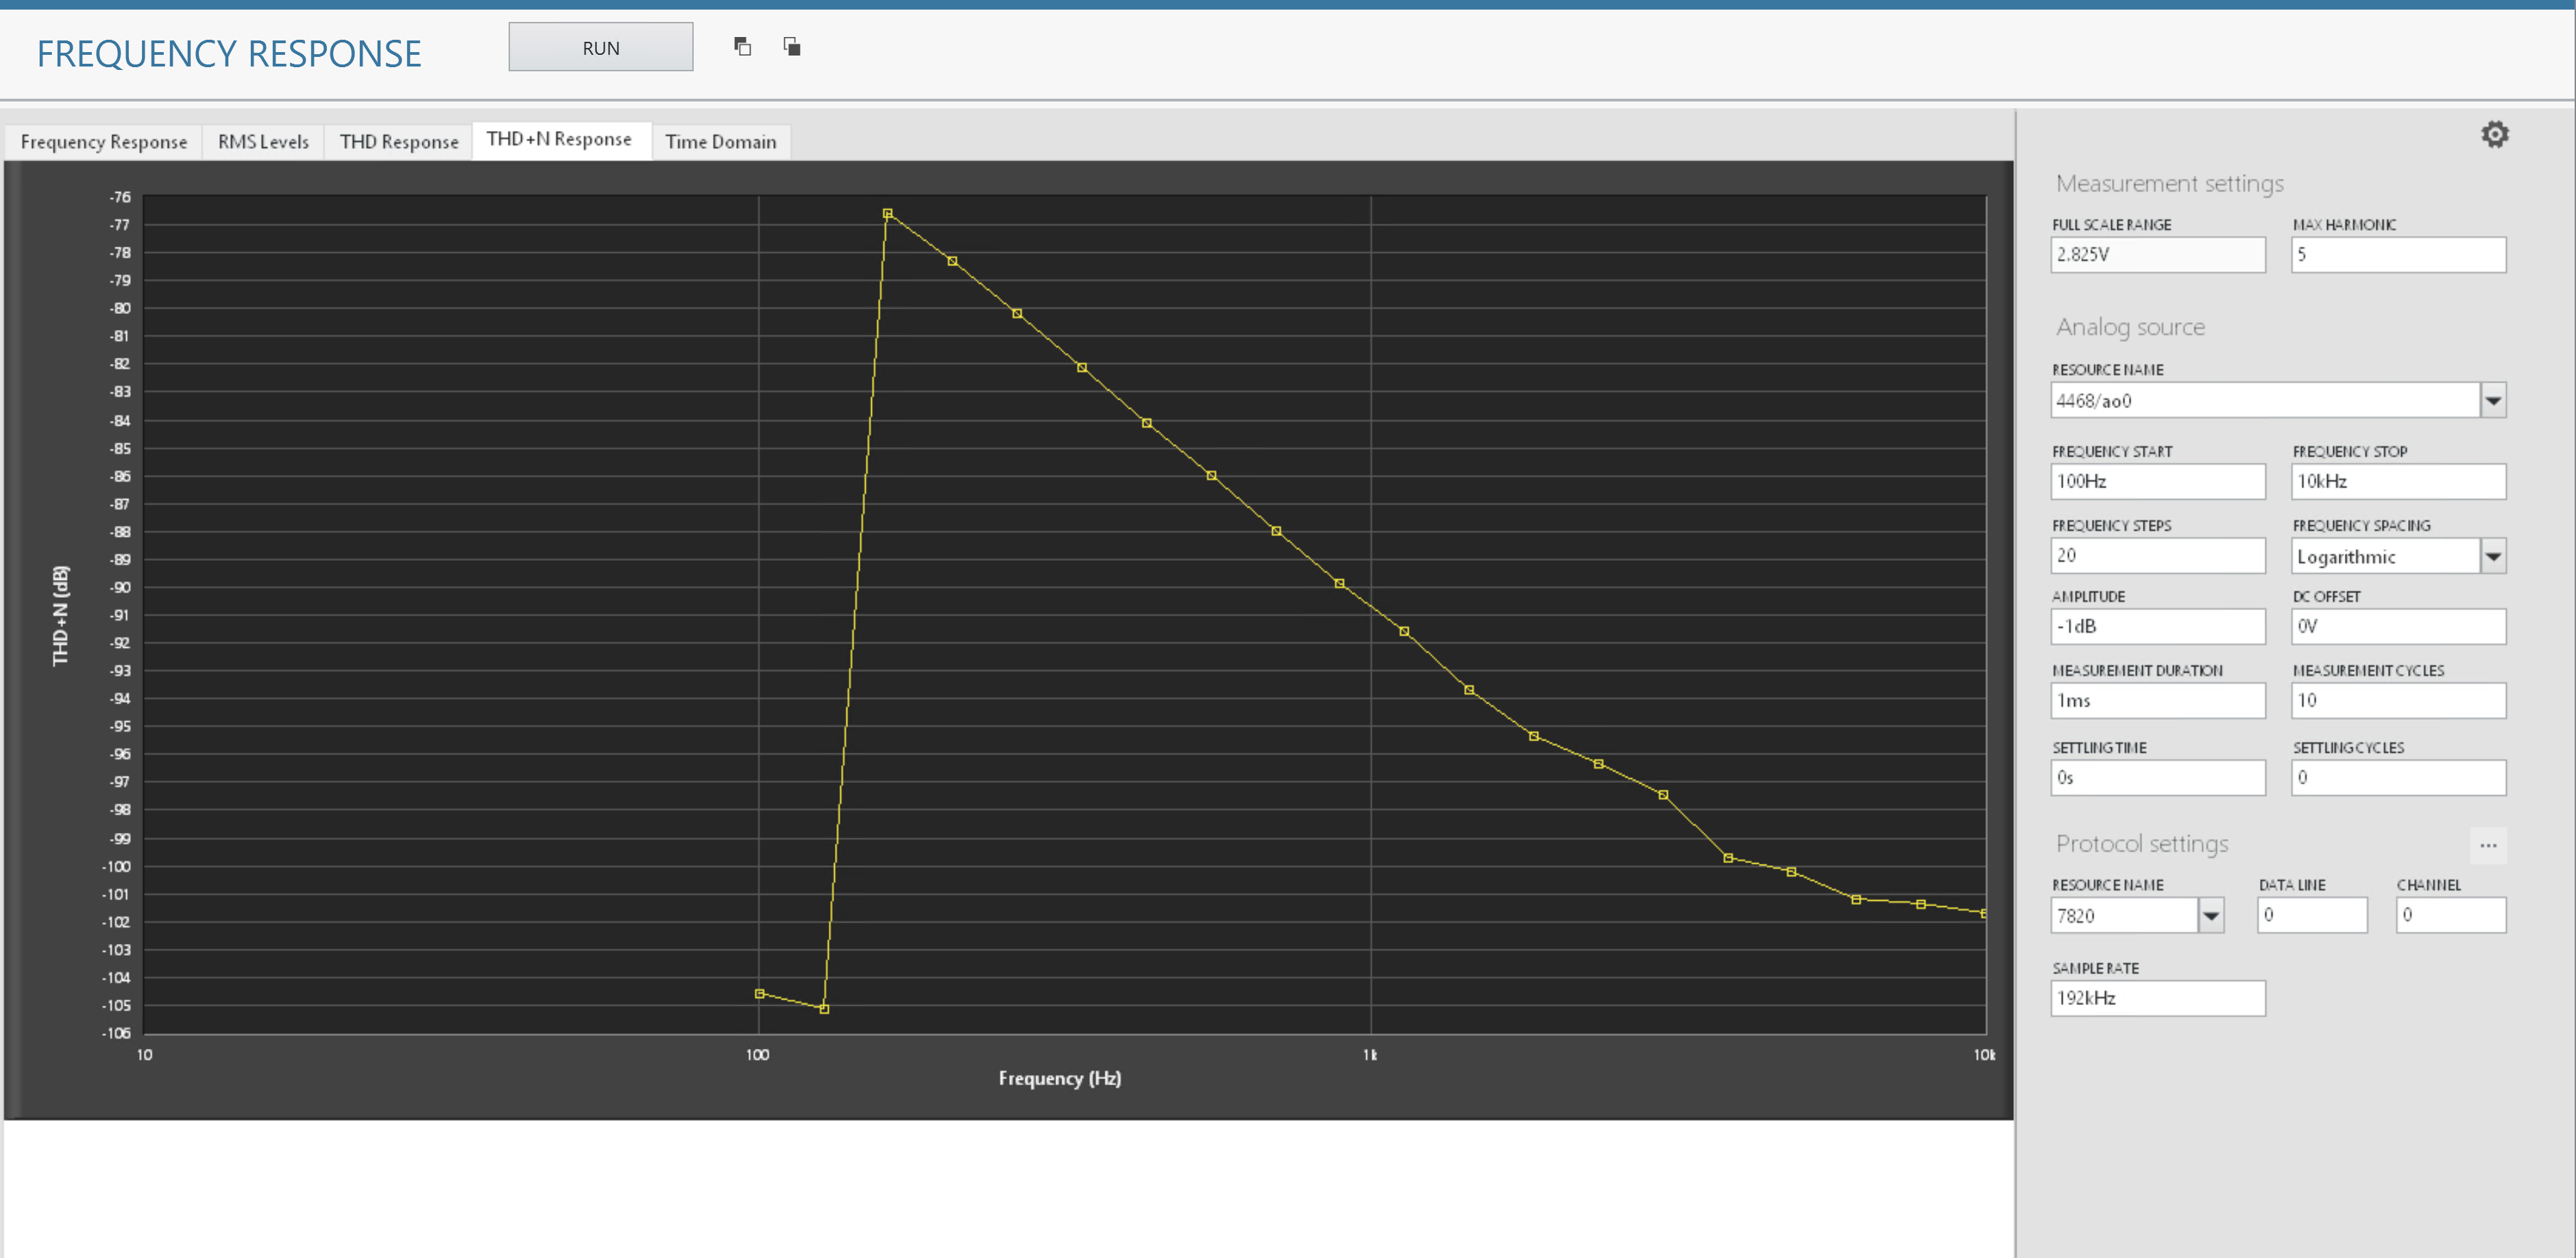 FREQUENCY RESPONSE
RUN
Frequency Response
RMS Levels
THD Response
THD+N Response
Time Domain
-76
-77
-78
-79
-80
-81
-82
-83
-84
-85
-86
-87
-88
-89
-90
-91
-92
-93
-94
-95
-96
-97
-98
-99
-100
-101
-102
-103
-104
-105
-106
THD+N (dB)
10
100
1k
10k
Frequency (Hz)
Measurement settings
FULL SCALE RANGE
MAX HARMONIC
2.825V
5
Analog source
RESOURCE NAME
4468/ao0
FREQUENCY START
FREQUENCY STOP
100Hz
10kHz
FREQUENCY STEPS
FREQUENCY SPACING
20
Logarithmic
AMPLITUDE
DC OFFSET
-1dB
0V
MEASUREMENT DURATION
MEASUREMENT CYCLES
1ms
10
SETTLING TIME
SETTLING CYCLES
0s
0
Protocol settings
...
RESOURCE NAME
DATA LINE
CHANNEL
7820
0
0
SAMPLE RATE
192kHz